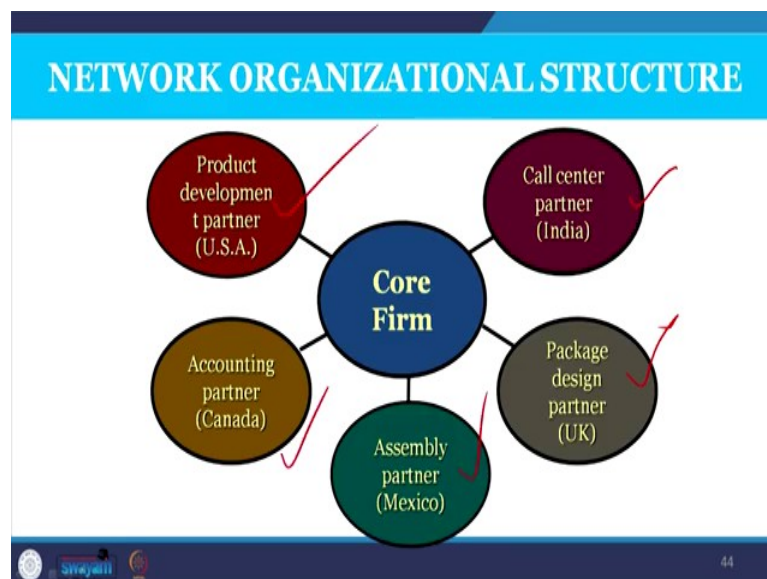 NETWORK ORGANIZATIONAL STRUCTURE
Product
developmen
t partner
(U.S.A.)
Call center
partner
(India)
Core
Firm
Accounting
partner
(Canada)
Package
design
partner
(UK)
Assembly
partner
(Mexico)
swayam
44